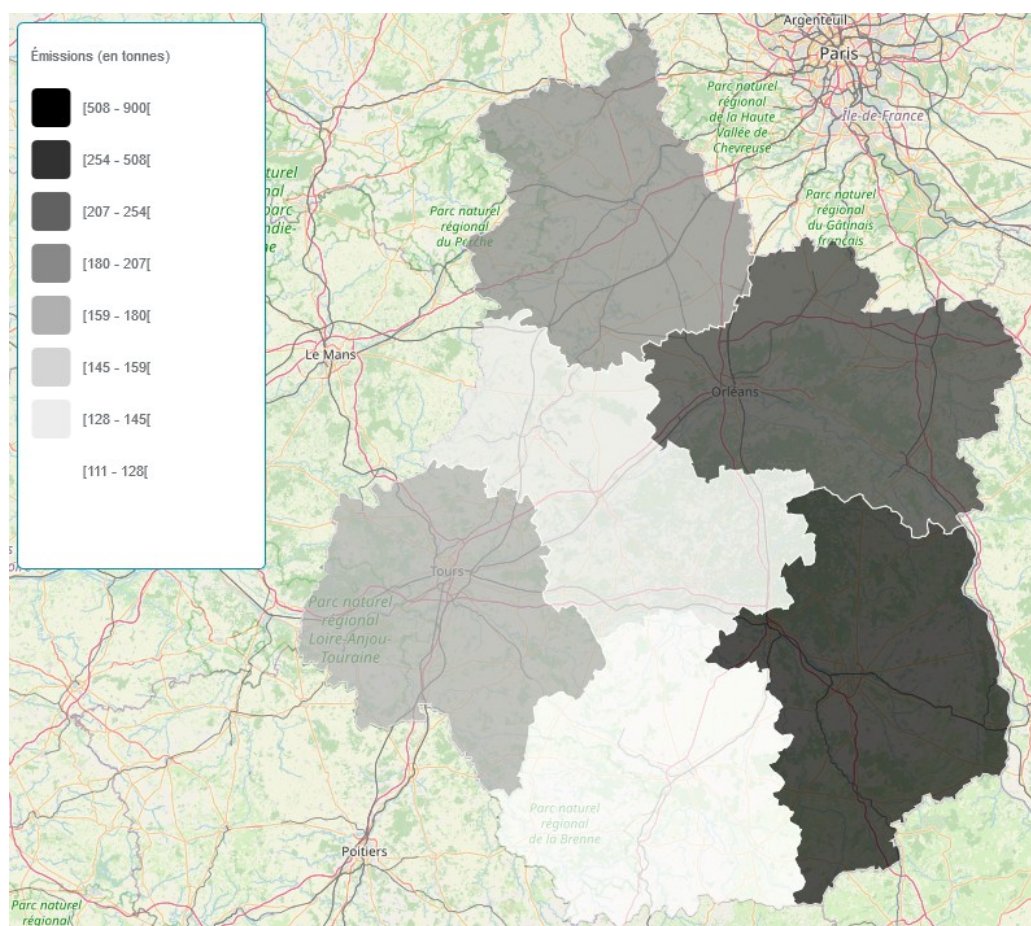 Émissions (en tonnes)
[508 - 900[
[254 - 508[
[207 - 254[
[180 - 207[
[159 - 180[
[145 - 159[
[128 - 145[
[111 - 128[
Argenteuil
Paris
Île-de-France
Parc naturel
régional
de la Haute
Vallée de
Chevreuse
Parc naturel
régional
du Gâtinais
français
Parc naturel
régional
du Perche
Le Mans
Orléans
Tours
Parc naturel
régional
Loire-Anjou-
Touraine
Parc naturel
régional
de la Brenne
Poitiers
Parc naturel
régional